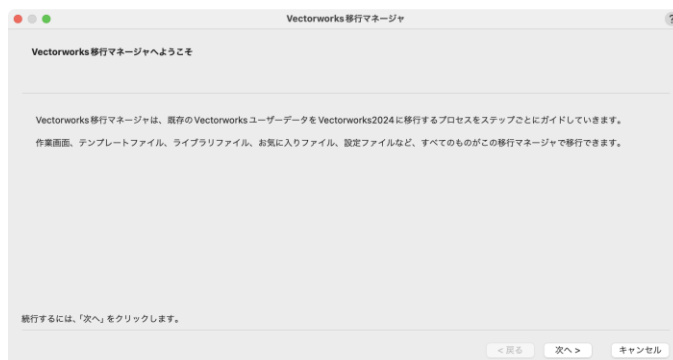 Vectorworks移行マネージャ
?
Vectorworks移行マネージャへようこそ
Vectorworks移行マネージャは、既存のVectorworksユーザーデータをVectorworks2024に移行するプロセスをステップごとにガイドしていきます。
作業画面、テンプレートファイル、ライブラリファイル、お気に入りファイル、設定ファイルなど、すべてのものがこの移行マネージャで移行できます。
続行するには、「次へ」をクリックします。
< 戻る 次へ > キャンセル